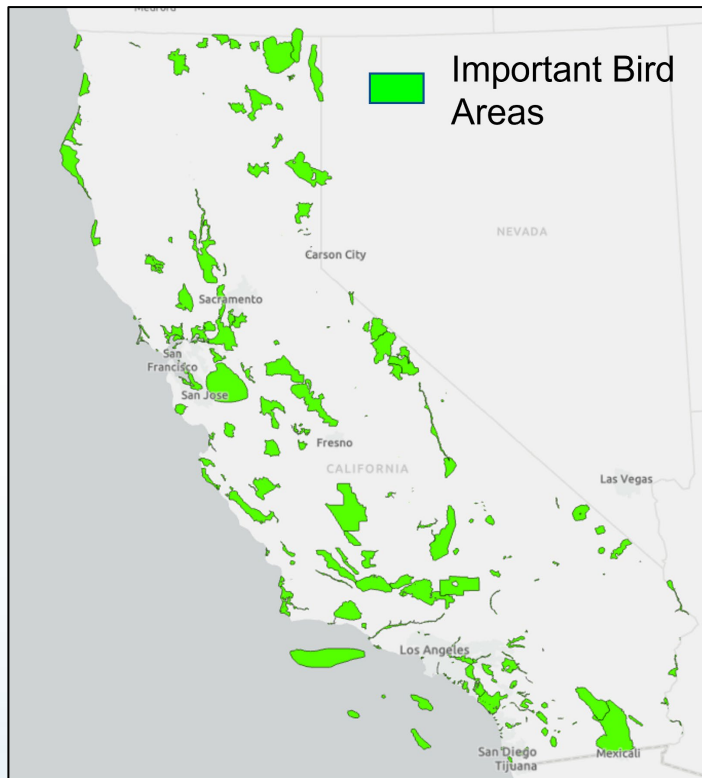 Medford
Important Bird
Areas
NEVADA
Carson City
Sacramento
San
Francisco
San Jose
Fresno
CALIFORNIA
Las Vegas
Los Angeles
San Diego
Mexicali
Tijuana